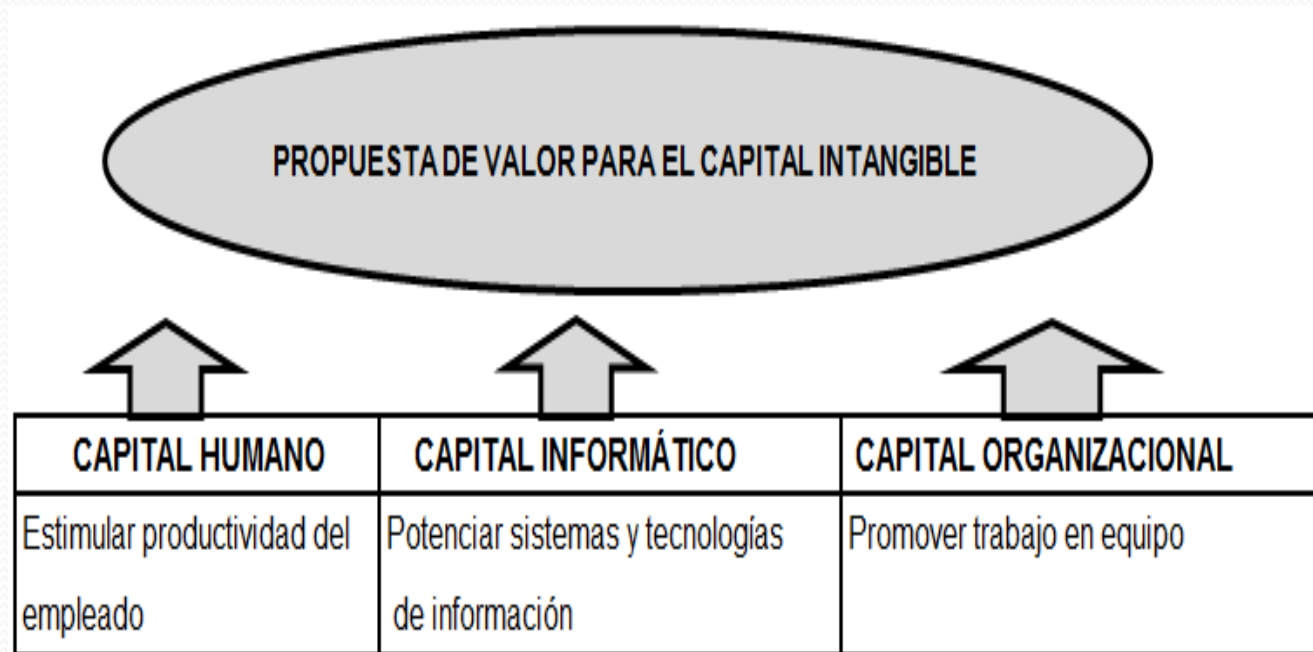 PROPUESTA DE VALOR PARA EL CAPITAL INTANGIBLE
CAPITAL HUMANO
CAPITAL INFORMÁTICO
CAPITAL ORGANIZACIONAL
Estimular productividad del
empleado
Potenciar sistemas y tecnologías
de información
Promover trabajo en equipo